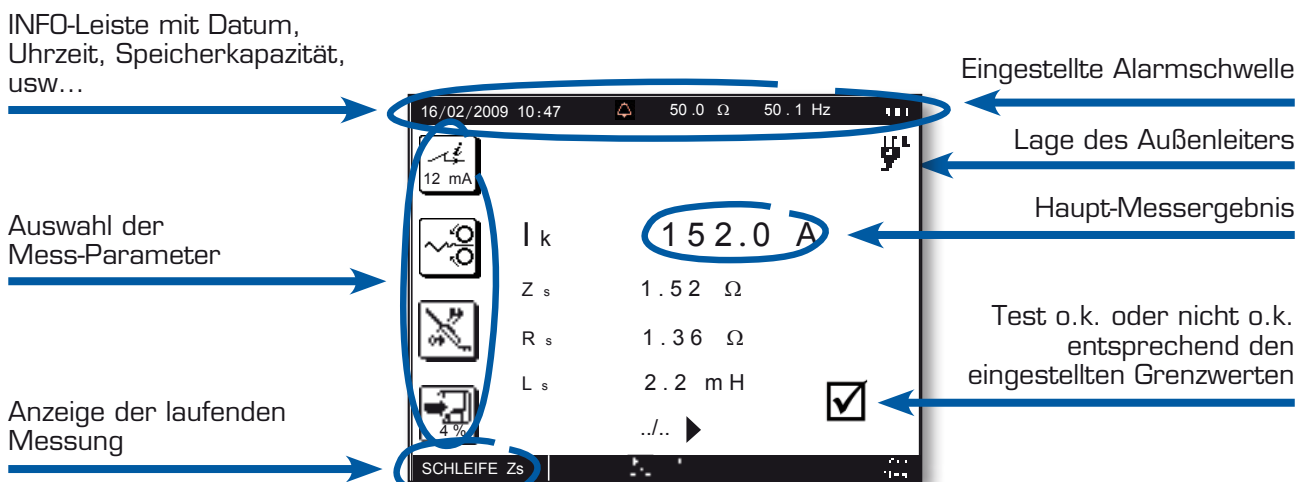 INFO-Leiste mit Datum,
Uhrzeit, Speicherkapazität,
usw...
Eingestellte Alarmschwelle
16/02/2009 10:47 50.0 Ω 50.1 Hz
Lage des Außenleiters
12 mA
Haupt-Messergebnis
Auswahl der
Mess-Parameter
Ik 152.0 A
Zs 1.52 Ω
Rs 1.36 Ω
Ls 2.2 mH
Test o.k. oder nicht o.k.
entsprechend den
eingestellten Grenzwerten
4 %
../..
Anzeige der laufenden
Messung
SCHLEIFE Zs